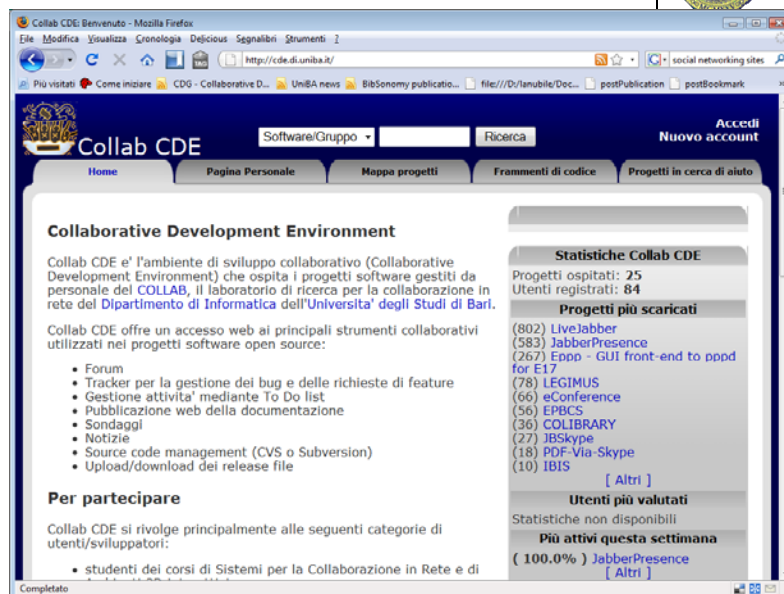 Collab CDE: Benvenuto - Mozilla Firefox
File Modifica Visualizza Cronologia Delicious Segnalibri Strumenti ?
http://cde.di.uniba.it/
social networking sites
Più visitati Come iniziare CDG - Collaborative D... UniBA news BibSonomy publicatio... file:///D:/lanubile/Doc... postPublication postBookmark
Collab CDE
Software/Gruppo
Ricerca
Accedi
Nuovo account
Home
Pagina Personale
Mappa progetti
Frammenti di codice
Progetti in cerca di aiuto
Collaborative Development Environment
Collab CDE e' l'ambiente di sviluppo collaborativo (Collaborative
Development Environment) che ospita i progetti software gestiti da
personale del COLLAB, il laboratorio di ricerca per la collaborazione in
rete del Dipartimento di Informatica dell'Universita' degli Studi di Bari.
Collab CDE offre un accesso web ai principali strumenti collaborativi
utilizzati nei progetti software open source:
• Forum
• Tracker per la gestione dei bug e delle richieste di feature
• Gestione attivita' mediante To Do list
• Pubblicazione web della documentazione
• Sondaggi
• Notizie
• Source code management (CVS o Subversion)
• Upload/download dei release file
Per partecipare
Collab CDE si rivolge principalmente alle seguenti categorie di
utenti/sviluppatori:
• studenti dei corsi di Sistemi per la Collaborazione in Rete e di
Statistiche Collab CDE
Progetti ospitati: 25
Utenti registrati: 84
Progetti più scaricati
(802) LiveJabber
(583) JabberPresence
(267) Eppp - GUI front-end to pppd
for E17
(78) LEGIMUS
(66) eConference
(56) EPBCS
(36) COLIBRARY
(27) JBSkype
(18) PDF-Via-Skype
(10) IBIS
[ Altri ]
Utenti più valutati
Statistiche non disponibili
Più attivi questa settimana
( 100.0% ) JabberPresence
[ Altri ]
Completato